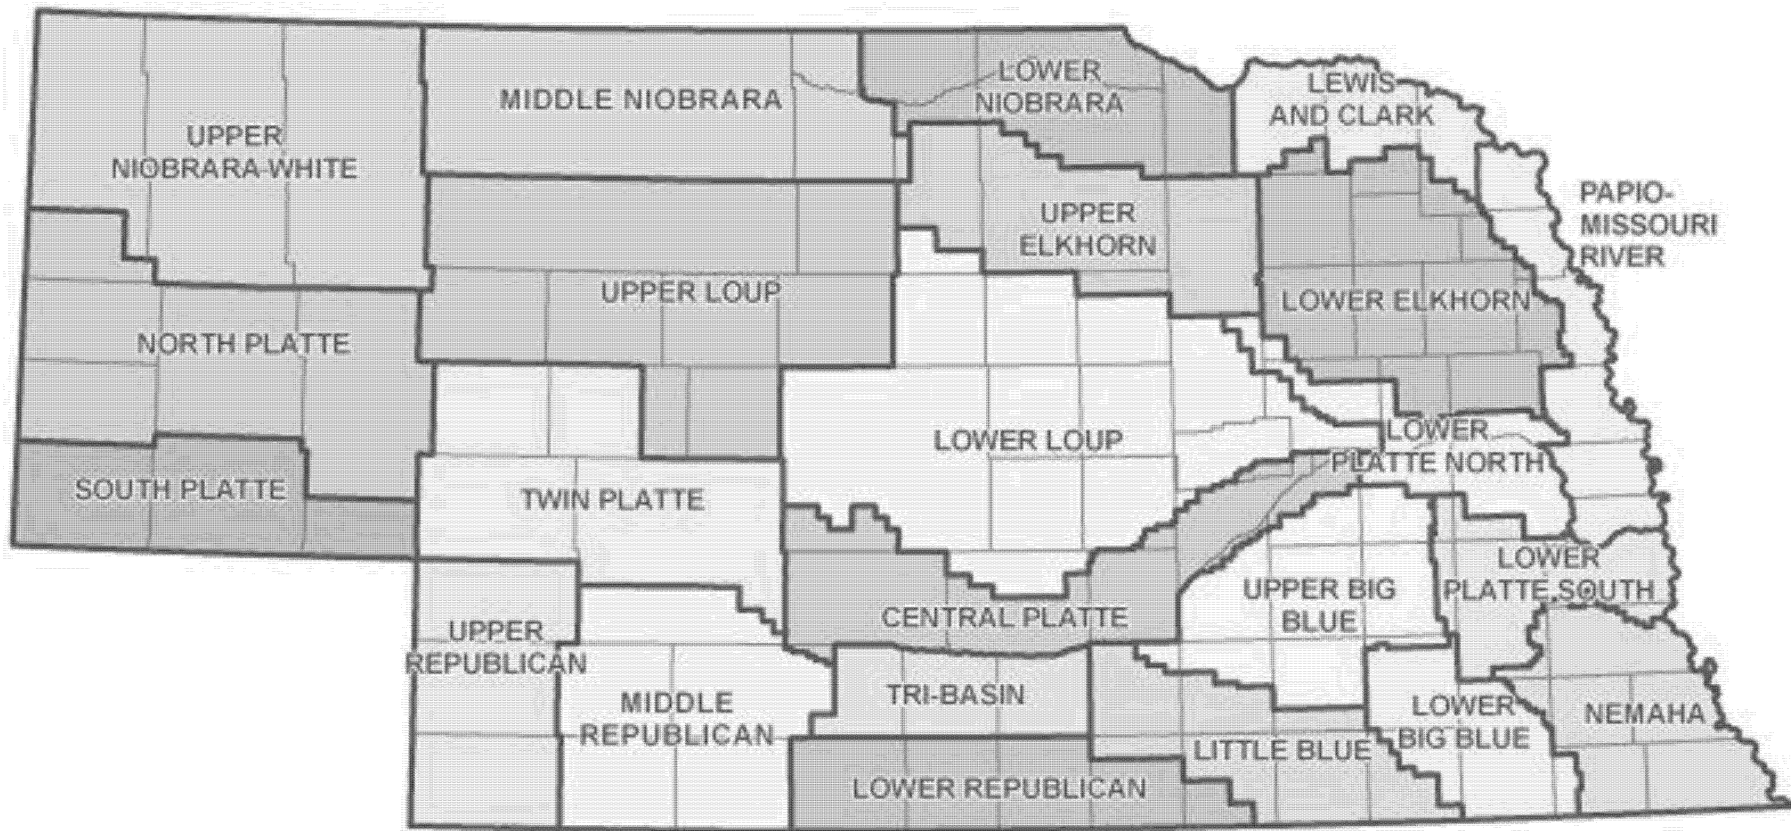 LOWER
NIOBRARA
LEWIS
AND CLARK
MIDDLE NIOBRARA
UPPER
NIOBRARA-WHITE
PAPIO-
MISSOURI
RIVER
UPPER
ELKHORN
UPPER LOUP
LOWER ELKHORN
NORTH PLATTE
LOWER LOUP
LOWER
PLATTE NORTH
SOUTH PLATTE
TWIN PLATTE
LOWER
PLATTE SOUTH
UPPER BIG
BLUE
CENTRAL PLATTE
UPPER
REPUBLICAN
TRI-BASIN
MIDDLE
REPUBLICAN
LOWER
BIG BLUE
NEMAHA
LITTLE BLUE
LOWER REPUBLICAN